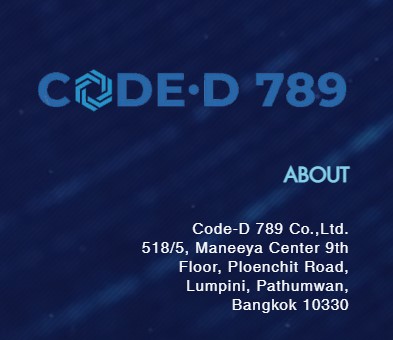 CODE·D 789
ABOUT
Code-D 789 Co.,Ltd.
518/5, Maneeya Center 9th
Floor, Ploenchit Road,
Lumpini, Pathumwan,
Bangkok 10330